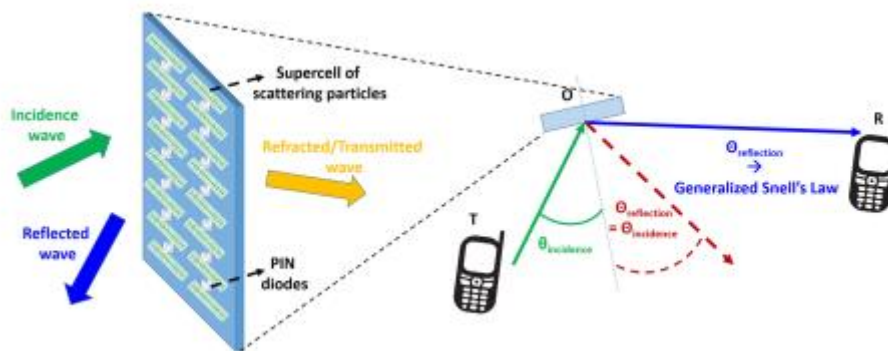 Supercell of
scattering particles
Incidence
wave
Refracted/Transmitted
wave
Reflected
wave
PIN
diodes
O
R
T
Θreflection
→
Generalized Snell's Law
θincidence
Θreflection
= Θincidence